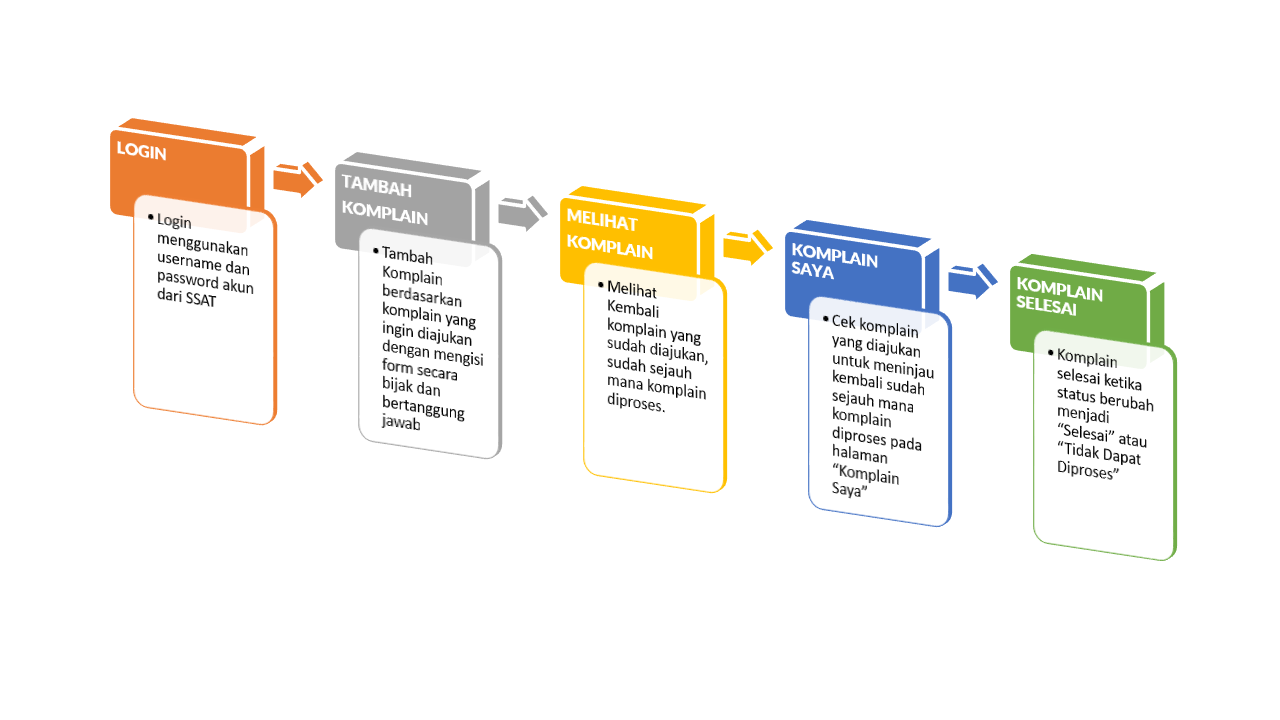 LOGIN
• Login
menggunakan
username dan
password akun
dari SSAT
TAMBAH
KOMPLAIN
• Tambah
Komplain
berdasarkan
komplain yang
ingin diajukan
dengan mengisi
form secara
bijak dan
bertanggung
jawab
MELIHAT
KOMPLAIN
• Melihat
Kembali
komplain yang
sudah diajukan,
sudah sejauh
mana komplain
diproses.
KOMPLAIN
SAYA
• Cek komplain
yang diajukan
untuk meninjau
kembali sudah
sejauh mana
komplain
diproses pada
halaman
“Komplain
Saya”
KOMPLAIN
SELESAI
• Komplain
selesai ketika
status berubah
menjadi
“Selesai” atau
“Tidak Dapat
Diproses”